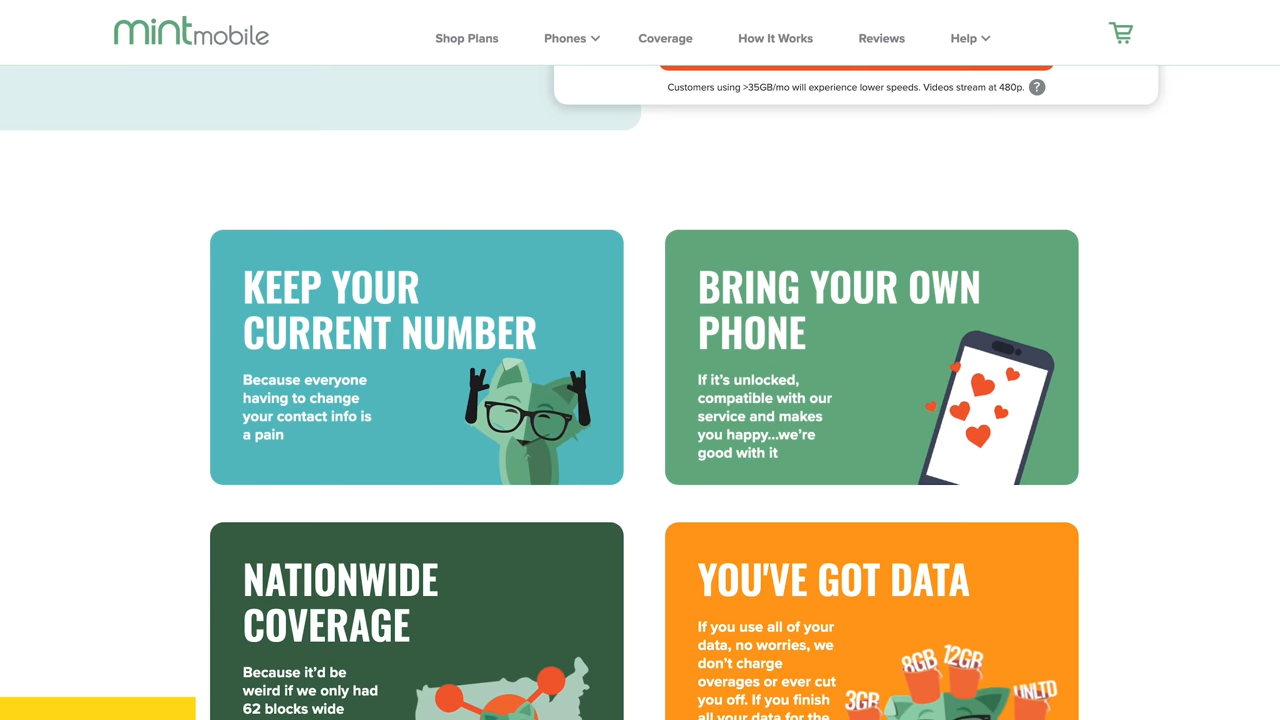 mintmobile
Shop Plans
Phones
Coverage
How It Works
Reviews
Help
Customers using >35GB/mo will experience lower speeds. Videos stream at 480p. ?
KEEP YOUR
CURRENT NUMBER
Because everyone
having to change
your contact info is
a pain
BRING YOUR OWN
PHONE
If it’s unlocked,
compatible with our
service and makes
you happy...we’re
good with it
NATIONWIDE
COVERAGE
Because it’d be
weird if we only had
62 blocks wide
YOU'VE GOT DATA
If you use all of your
data, no worries, we
don’t charge
overages or ever cut
you off. If you finish
all your data for the
3GB
8GB
12GB
UNLTD